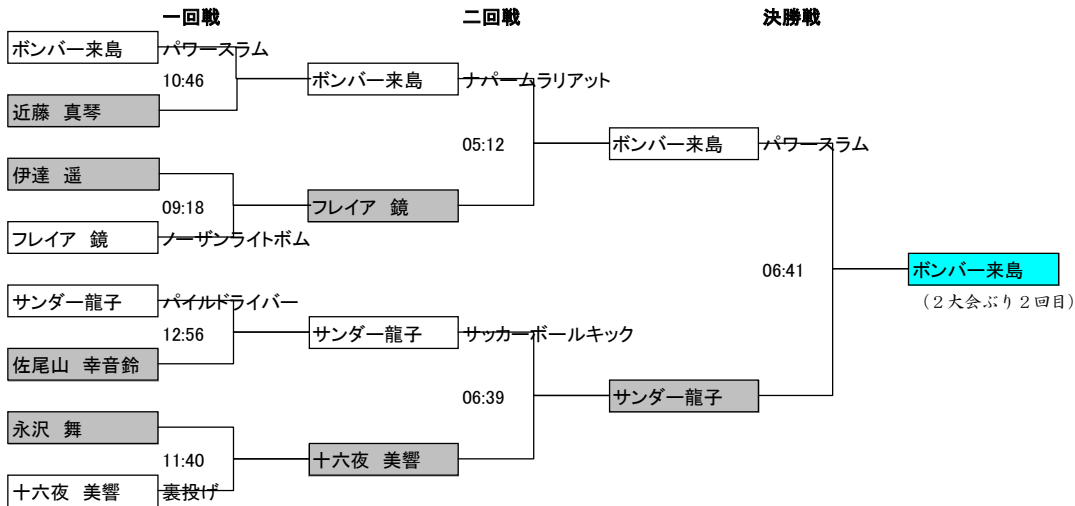 一回戦
二回戦
決勝戦
ボンバー来島
パワースラム
10:46
近藤 真琴
ボンバー来島
ナパームラリアット
伊達 遥
09:18
フレイア 鏡
ノーザンライトボム
フレイア 鏡
05:12
ボンバー来島
パワースラム
サンダー龍子
パイルドライバー
12:56
佐尾山 幸音鈴
サンダー龍子
サッカーボールキック
永沢 舞
11:40
十六夜 美響
裏投げ
十六夜 美響
06:39
サンダー龍子
06:41
ボンバー来島
（２大会ぶり２回目）